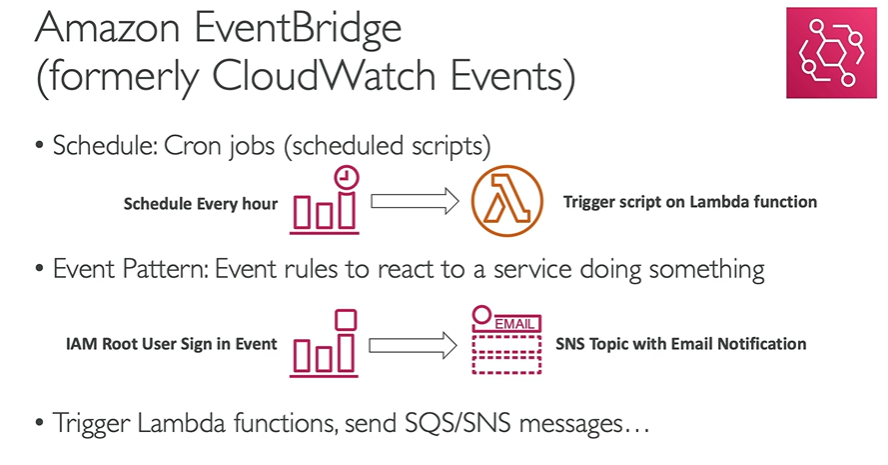 Amazon EventBridge
(formerly CloudWatch Events)
• Schedule: Cron jobs (scheduled scripts)
Schedule Every hour
Trigger script on Lambda function
• Event Pattern: Event rules to react to a service doing something
IAM Root User Sign in Event
EMAIL
SNS Topic with Email Notification
• Trigger Lambda functions, send SQS/SNS messages…